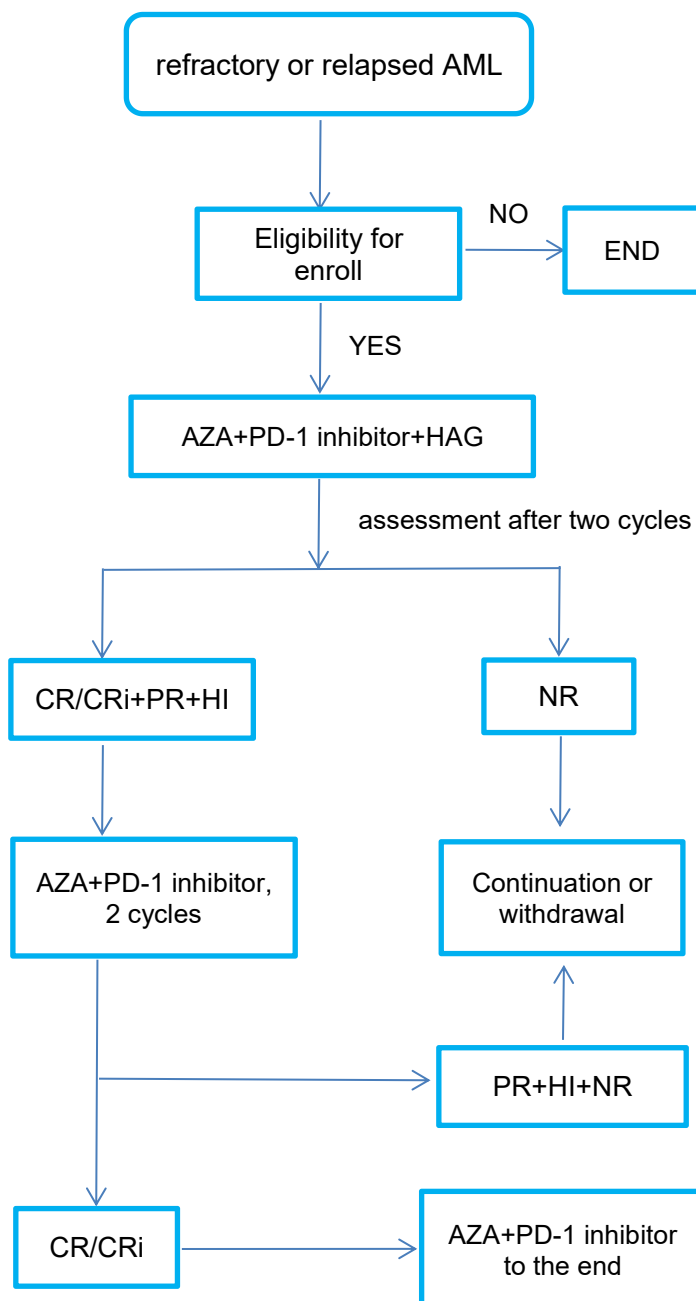 refractory or relapsed AML
NO
Eligibility for
enroll
END
YES
AZA+PD-1 inhibitor+HAG
assessment after two cycles
CR/CRi+PR+HI
NR
AZA+PD-1 inhibitor,
2 cycles
Continuation or
withdrawal
PR+HI+NR
CR/CRi
AZA+PD-1 inhibitor
to the end